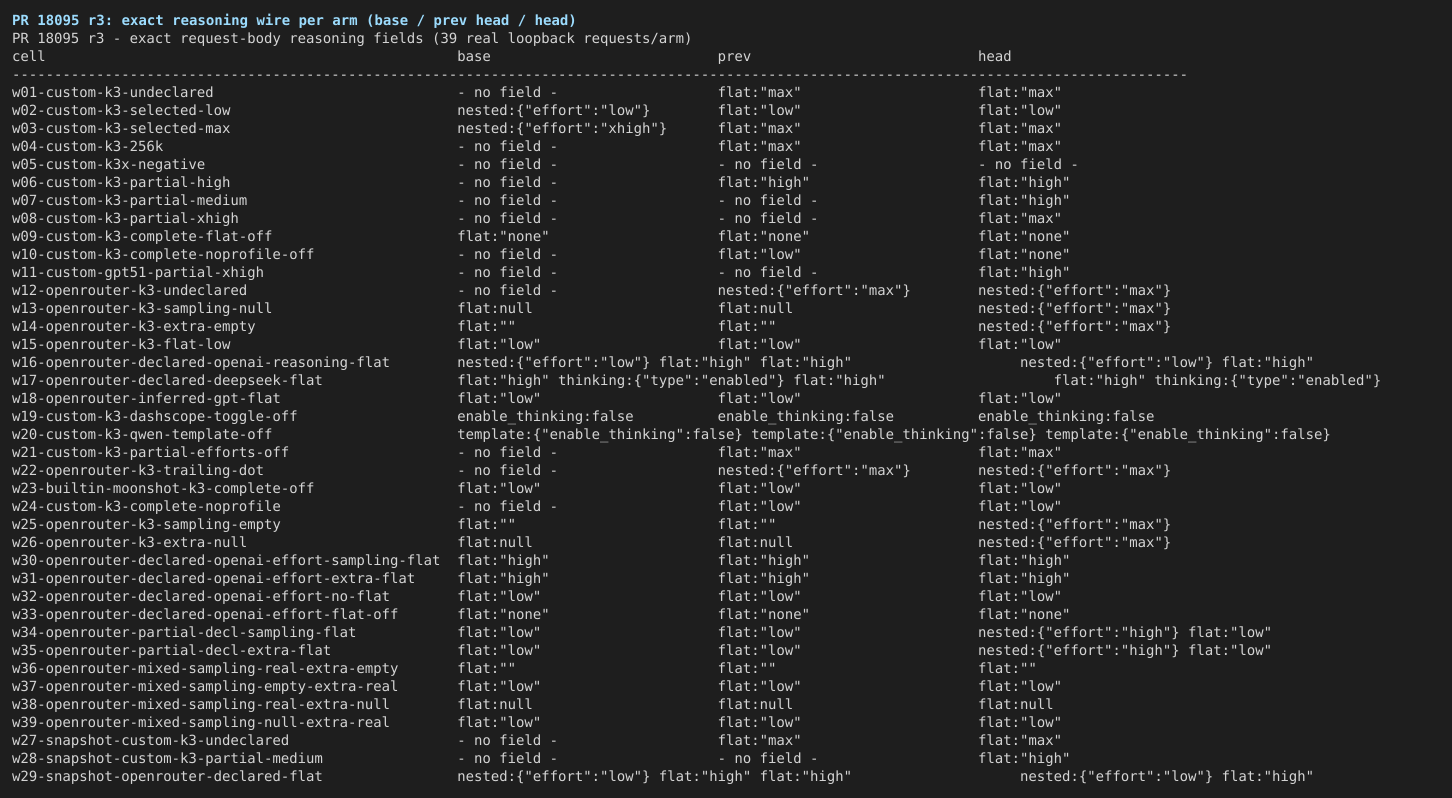 PR 18095 r3: exact reasoning wire per arm (base / prev head / head)
PR 18095 r3 - exact request-body reasoning fields (39 real loopback requests/arm)
cell                                                 base                           prev                           head
--------------------------------------------------------------------------------------------------------------------------------------------
w01-custom-k3-undeclared                             - no field -                   flat:"max"                     flat:"max"
w02-custom-k3-selected-low                           nested:{"effort":"low"}        flat:"low"                     flat:"low"
w03-custom-k3-selected-max                           nested:{"effort":"xhigh"}      flat:"max"                     flat:"max"
w04-custom-k3-256k                                   - no field -                   flat:"max"                     flat:"max"
w05-custom-k3x-negative                              - no field -                   - no field -                   - no field -
w06-custom-k3-partial-high                           - no field -                   flat:"high"                    flat:"high"
w07-custom-k3-partial-medium                         - no field -                   - no field -                   flat:"high"
w08-custom-k3-partial-xhigh                          - no field -                   - no field -                   flat:"max"
w09-custom-k3-complete-flat-off                      flat:"none"                    flat:"none"                    flat:"none"
w10-custom-k3-complete-noprofile-off                 - no field -                   flat:"low"                     flat:"none"
w11-custom-gpt51-partial-xhigh                       - no field -                   - no field -                   flat:"high"
w12-openrouter-k3-undeclared                         - no field -                   nested:{"effort":"max"}        nested:{"effort":"max"}
w13-openrouter-k3-sampling-null                      flat:null                      flat:null                      nested:{"effort":"max"}
w14-openrouter-k3-extra-empty                        flat:""                        flat:""                        nested:{"effort":"max"}
w15-openrouter-k3-flat-low                           flat:"low"                     flat:"low"                     flat:"low"
w16-openrouter-declared-openai-reasoning-flat        nested:{"effort":"low"} flat:"high" flat:"high"                    nested:{"effort":"low"} flat:"high"
w17-openrouter-declared-deepseek-flat                flat:"high" thinking:{"type":"enabled"} flat:"high"                    flat:"high" thinking:{"type":"enabled"}
w18-openrouter-inferred-gpt-flat                     flat:"low"                     flat:"low"                     flat:"low"
w19-custom-k3-dashscope-toggle-off                   enable_thinking:false          enable_thinking:false          enable_thinking:false
w20-custom-k3-qwen-template-off                      template:{"enable_thinking":false} template:{"enable_thinking":false} template:{"enable_thinking":false}
w21-custom-k3-partial-efforts-off                    - no field -                   flat:"max"                     flat:"max"
w22-openrouter-k3-trailing-dot                       - no field -                   nested:{"effort":"max"}        nested:{"effort":"max"}
w23-builtin-moonshot-k3-complete-off                 flat:"low"                     flat:"low"                     flat:"low"
w24-custom-k3-complete-noprofile                     - no field -                   flat:"low"                     flat:"low"
w25-openrouter-k3-sampling-empty                     flat:""                        flat:""                        nested:{"effort":"max"}
w26-openrouter-k3-extra-null                         flat:null                      flat:null                      nested:{"effort":"max"}
w30-openrouter-declared-openai-effort-sampling-flat  flat:"high"                    flat:"high"                    flat:"high"
w31-openrouter-declared-openai-effort-extra-flat     flat:"high"                    flat:"high"                    flat:"high"
w32-openrouter-declared-openai-effort-no-flat        flat:"low"                     flat:"low"                     flat:"low"
w33-openrouter-declared-openai-effort-flat-off       flat:"none"                    flat:"none"                    flat:"none"
w34-openrouter-partial-decl-sampling-flat            flat:"low"                     flat:"low"                     nested:{"effort":"high"} flat:"low"
w35-openrouter-partial-decl-extra-flat               flat:"low"                     flat:"low"                     nested:{"effort":"high"} flat:"low"
w36-openrouter-mixed-sampling-real-extra-empty       flat:""                        flat:""                        flat:""
w37-openrouter-mixed-sampling-empty-extra-real       flat:"low"                     flat:"low"                     flat:"low"
w38-openrouter-mixed-sampling-real-extra-null        flat:null                      flat:null                      flat:null
w39-openrouter-mixed-sampling-null-extra-real        flat:"low"                     flat:"low"                     flat:"low"
w27-snapshot-custom-k3-undeclared                    - no field -                   flat:"max"                     flat:"max"
w28-snapshot-custom-k3-partial-medium                - no field -                   - no field -                   flat:"high"
w29-snapshot-openrouter-declared-flat                nested:{"effort":"low"} flat:"high" flat:"high"                    nested:{"effort":"low"} flat:"high"